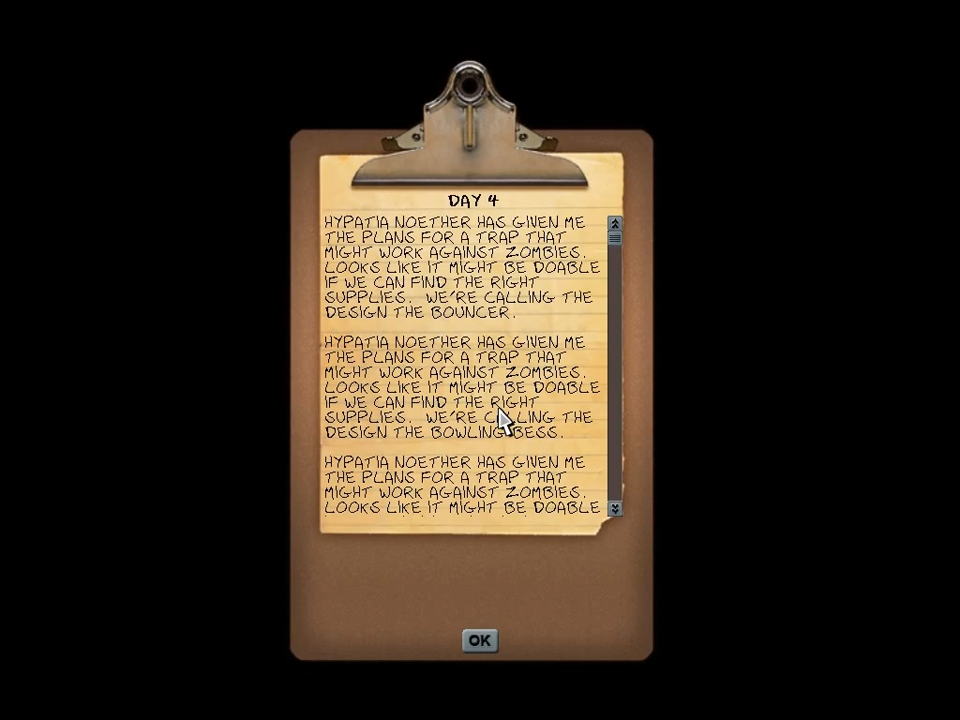 DAY 4
HYPATIA NOETHER HAS GIVEN ME
THE PLANS FOR A TRAP THAT
MIGHT WORK AGAINST ZOMBIES.
LOOKS LIKE IT MIGHT BE DOABLE
IF WE CAN FIND THE RIGHT
SUPPLIES. WE'RE CALLING THE
DESIGN THE BOUNCER.
HYPATIA NOETHER HAS GIVEN ME
THE PLANS FOR A TRAP THAT
MIGHT WORK AGAINST ZOMBIES.
LOOKS LIKE IT MIGHT BE DOABLE
IF WE CAN FIND THE RIGHT
SUPPLIES. WE'RE CALLING THE
DESIGN THE BOWLING BESS.
HYPATIA NOETHER HAS GIVEN ME
THE PLANS FOR A TRAP THAT
MIGHT WORK AGAINST ZOMBIES.
LOOKS LIKE IT MIGHT BE DOABLE
OK